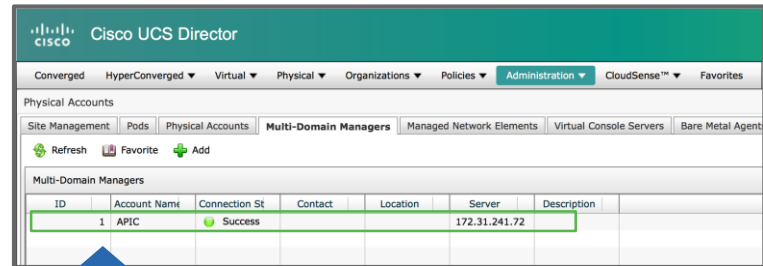 CISCO Cisco UCS Director
Converged HyperConverged Virtual Physical Organizations Policies Administration CloudSense™ Favorites
Physical Accounts
Site Management Pods Physical Accounts Multi-Domain Managers Managed Network Elements Virtual Console Servers Bare Metal Agent
Refresh Favorite Add
Multi-Domain Managers
ID Account Name Connection St Contact Location Server Description
1 APIC Success 172.31.241.72